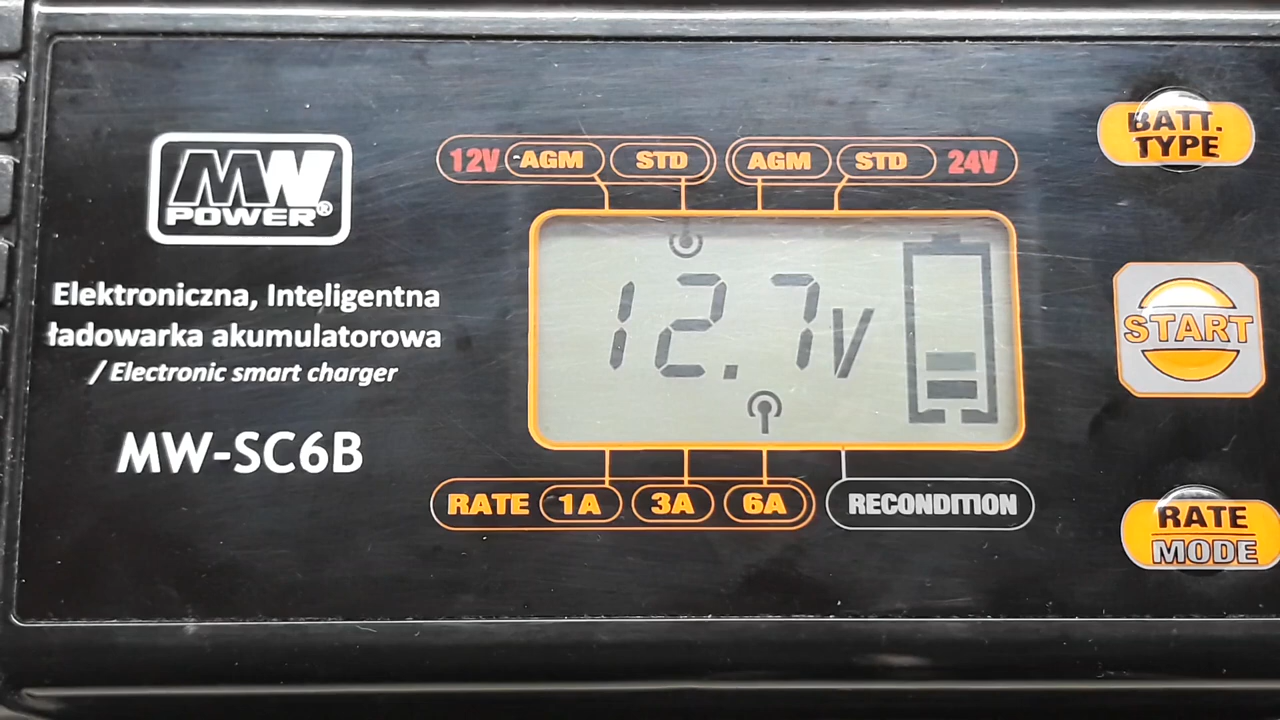 MW
POWER®
Elektroniczna, Inteligentna
ładowarka akumulatorowa
/ Electronic smart charger
MW-SC6B
12V AGM STD AGM STD 24V
12.7V
RATE 1A 3A 6A RECONDITION
BATT.
TYPE
START
RATE
MODE